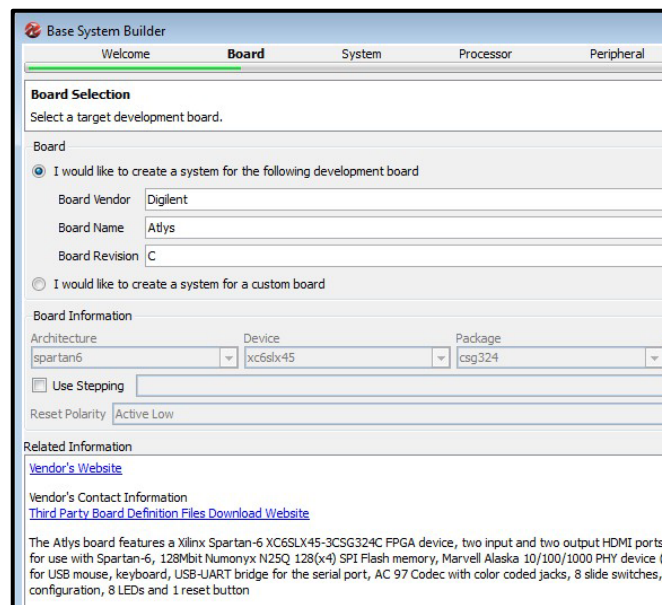 Base System Builder
Welcome Board System Processor Peripheral
Board Selection
Select a target development board.
Board
I would like to create a system for the following development board
Board Vendor Digilent
Board Name Atlys
Board Revision C
I would like to create a system for a custom board
Board Information
Architecture Device Package
spartan6 xc6slx45 csg324
Use Stepping
Reset Polarity Active Low
Related Information
Vendor's Website
Vendor's Contact Information
Third Party Board Definition Files Download Website
The Atlys board features a Xilinx Spartan-6 XC6SLX45-3CSG324C FPGA device, two input and two output HDMI ports
for use with Spartan-6, 128Mbit Numonyx N25Q 128(x4) SPI Flash memory, Marvell Alaska 10/100/1000 PHY device (
for USB mouse, keyboard, USB-UART bridge for the serial port, AC 97 Codec with color coded jacks, 8 slide switches,
configuration, 8 LEDs and 1 reset button